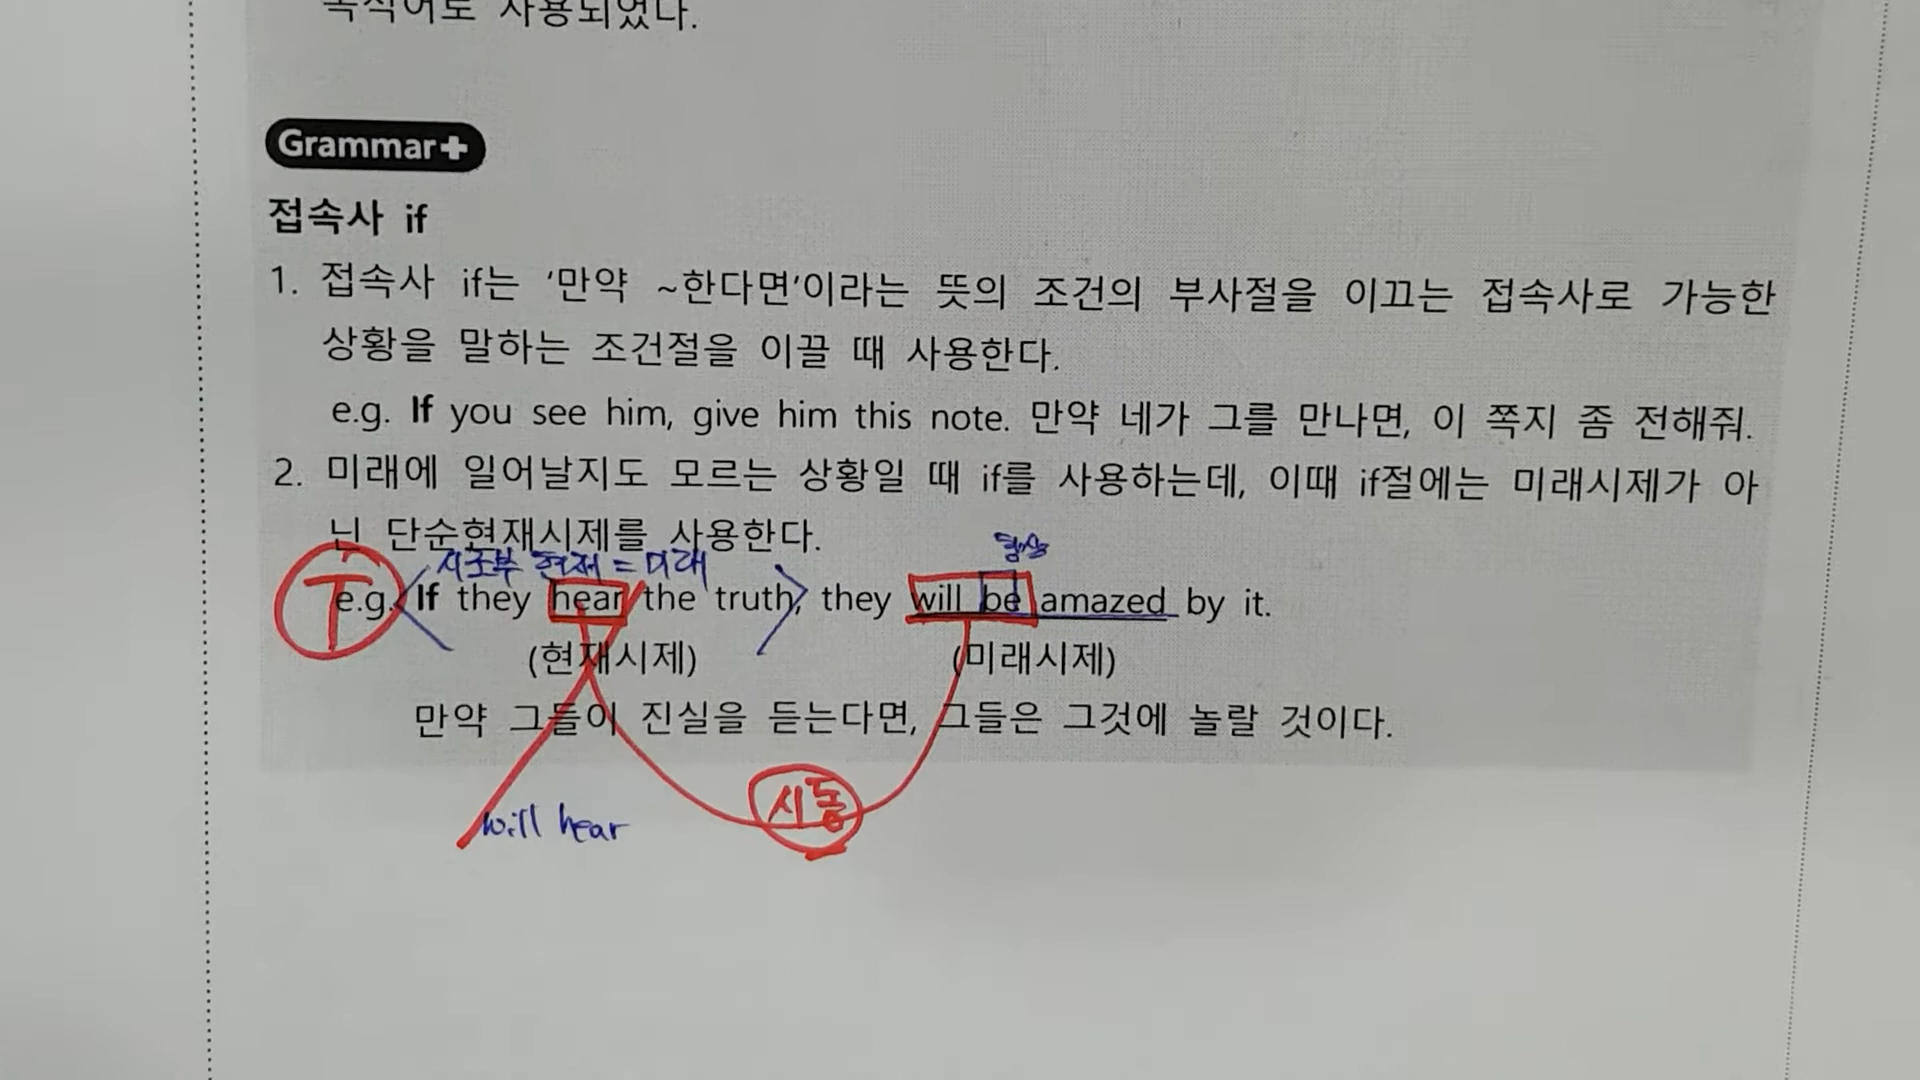 목적어로 사용되었다.
Grammar+
접속사 if
1. 접속사 if는 ‘만약 ~한다면’이라는 뜻의 조건의 부사절을 이끄는 접속사로 가능한
상황을 말하는 조건절을 이끌 때 사용한다.
e.g. If you see him, give him this note. 만약 네가 그를 만나면, 이 쪽지 좀 전해줘.
2. 미래에 일어날지도 모르는 상황일 때 if를 사용하는데, 이때 if절에는 미래시제가 아
닌 단순현재시제를 사용한다.
시조부 현재 = 미래
T e.g. If they hear the truth, they will be amazed by it.
(현재시제) (미래시제)
만약 그들이 진실을 듣는다면, 그들은 그것에 놀랄 것이다.
시동
will hear